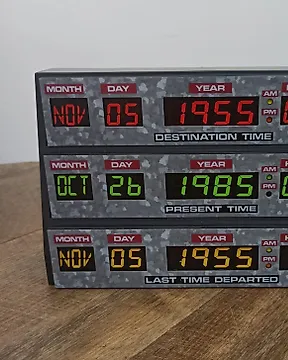 MONTH DAY YEAR AM
NOV 05 1955 PM
DESTINATION TIME
MONTH DAY YEAR AM
OCT 26 1985 PM
PRESENT TIME
MONTH DAY YEAR AM
NOV 05 1955 PM
LAST TIME DEPARTED